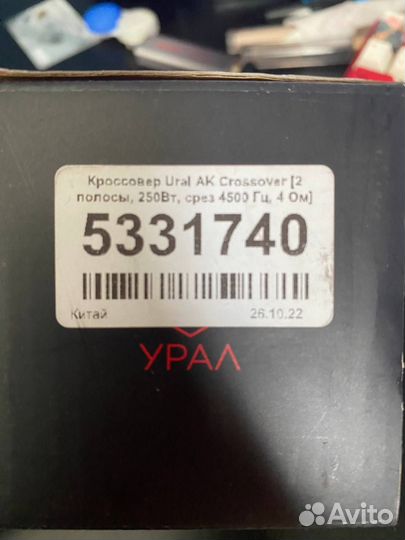 Кроссовер Ural AK Crossover [2
полосы, 250Вт, срез 4500 Гц, 4 Ом]
5331740
Китай 26.10.22
УРАЛ
Avito